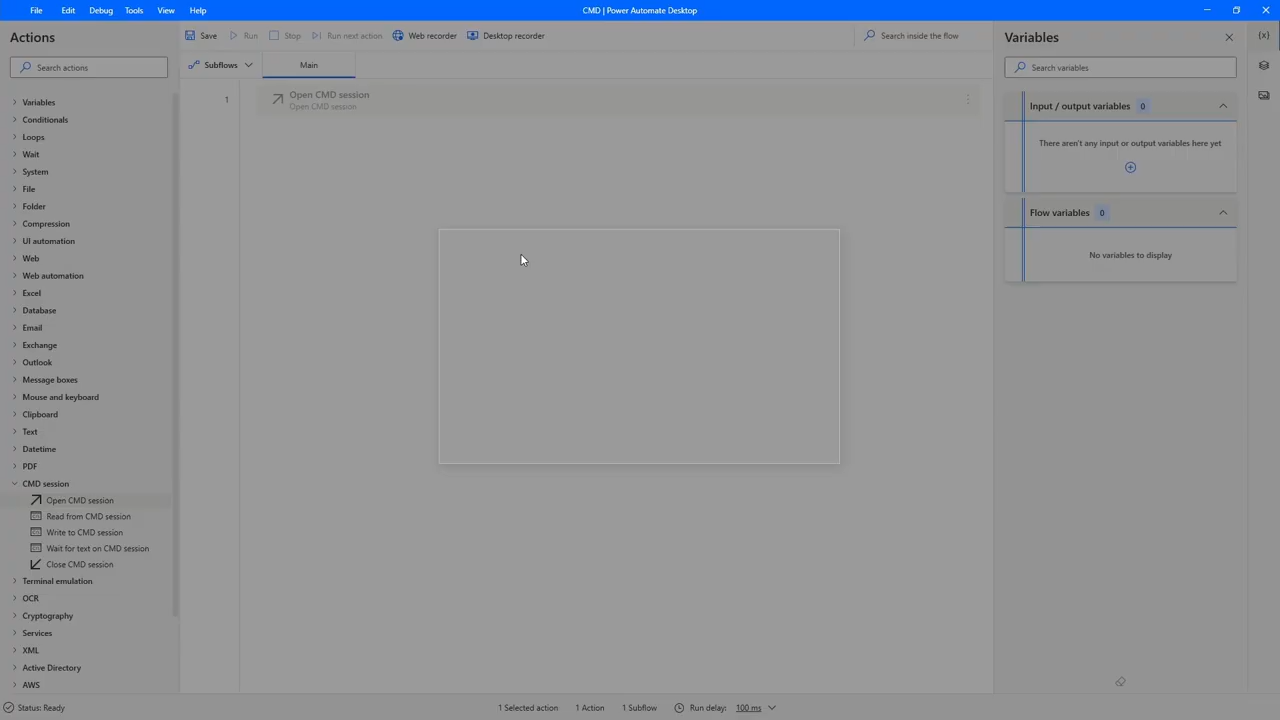 File Edit Debug Tools View Help
CMD | Power Automate Desktop
Actions
Search actions
Variables
Conditionals
Loops
Wait
System
File
Folder
Compression
UI automation
Web
Web automation
Excel
Database
Email
Exchange
Outlook
Message boxes
Mouse and keyboard
Clipboard
Text
Datetime
PDF
CMD session
Open CMD session
Read from CMD session
Write to CMD session
Wait for text on CMD session
Close CMD session
Terminal emulation
OCR
Cryptography
Services
XML
Active Directory
AWS
Save Run Stop Run next action Web recorder Desktop recorder
Search inside the flow
Subflows Main
1
Open CMD session
Open CMD session
Variables
{x}
Search variables
Input / output variables 0
There aren't any input or output variables here yet
Flow variables 0
No variables to display
Status: Ready
1 Selected action 1 Action 1 Subflow Run delay: 100 ms